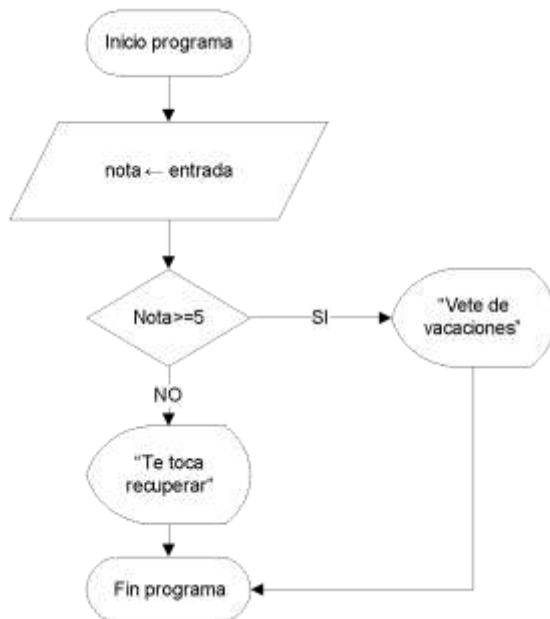 Inicio programa
nota ← entrada
Nota>=5
SI
"Vete de
vacaciones"
NO
"Te toca
recuperar"
Fin programa